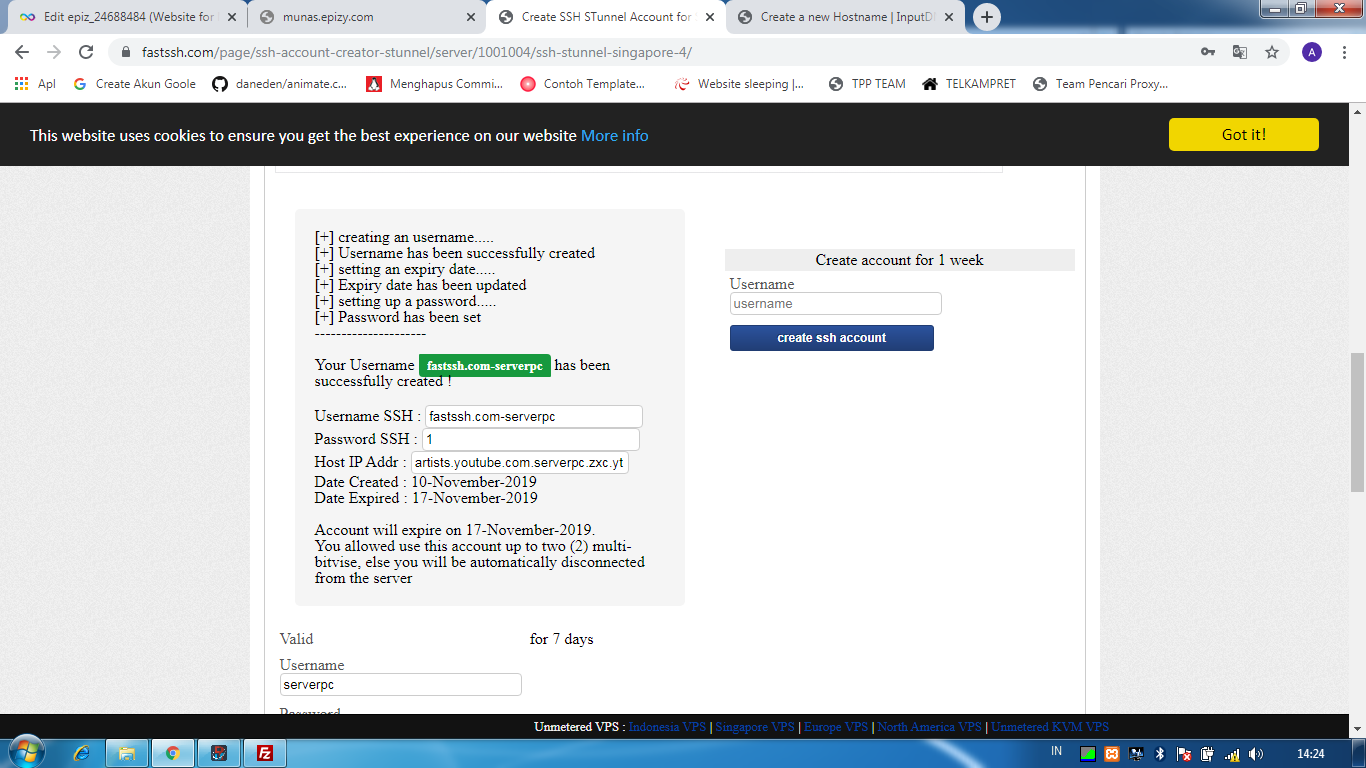 Edit epiz_24688484 (Website for
munas.epizy.com
Create SSH STunnel Account for
Create a new Hostname | InputD
fastssh.com/page/ssh-account-creator-stunnel/server/1001004/ssh-stunnel-singapore-4/
A
Apl
Create Akun Goole
daneden/animate.c...
Menghapus Commi...
Contoh Template...
Website sleeping |...
TPP TEAM
TELKAMPRET
Team Pencari Proxy...
This website uses cookies to ensure you get the best experience on our website More info
Got it!
[+] creating an username.....
[+] Username has been successfully created
[+] setting an expiry date.....
[+] Expiry date has been updated
[+] setting up a password.....
[+] Password has been set
---------------------
Your Username fastssh.com-serverpc has been
successfully created !
Username SSH : fastssh.com-serverpc
Password SSH : 1
Host IP Addr : artists.youtube.com.serverpc.zxc.yt
Date Created : 10-November-2019
Date Expired : 17-November-2019
Account will expire on 17-November-2019.
You allowed use this account up to two (2) multi-
bitvise, else you will be automatically disconnected
from the server
Create account for 1 week
Username
username
create ssh account
Valid for 7 days
Username
serverpc
Password
Unmetered VPS : Indonesia VPS | Singapore VPS | Europe VPS | North America VPS | Unmetered KVM VPS
IN
14:24